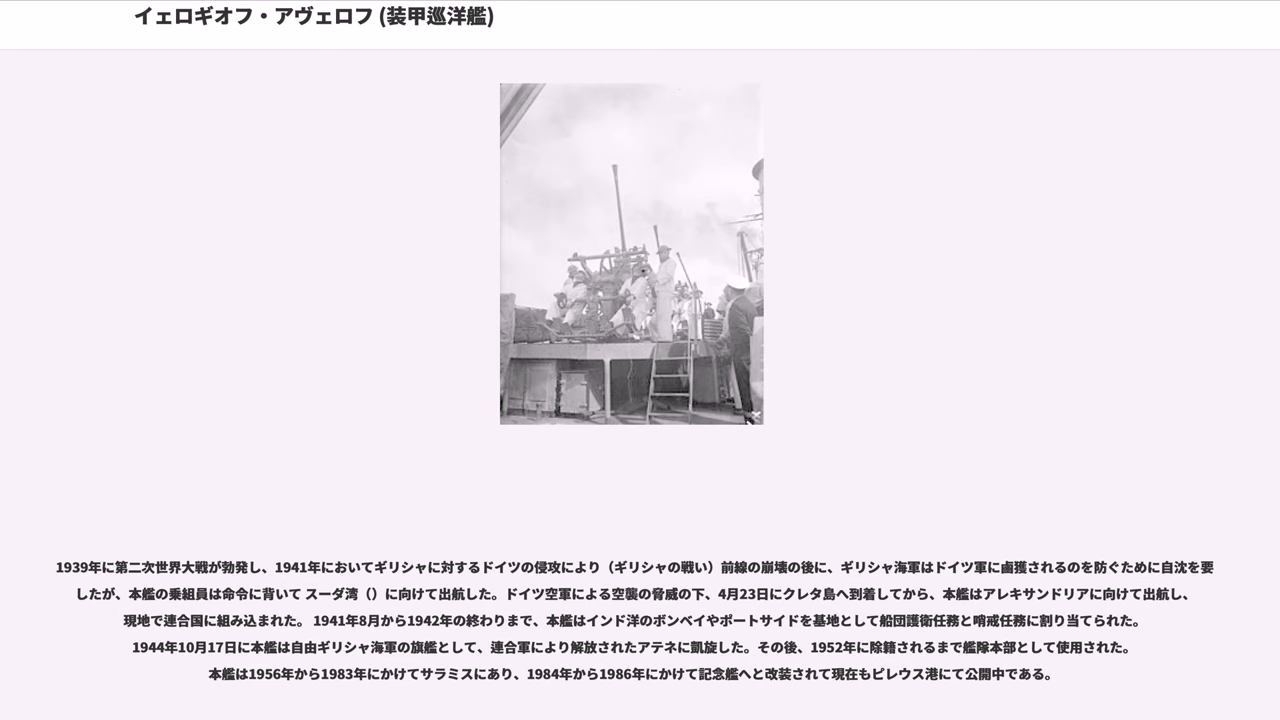 イェロギオフ・アヴェロフ (装甲巡洋艦)
1939年に第二次世界大戦が勃発し、1941年においてギリシャに対するドイツの侵攻により（ギリシャの戦い）前線の崩壊の後に、ギリシャ海軍はドイツ軍に鹵獲されるのを防ぐために自沈を要
したが、本艦の乗組員は命令に背いて スーダ湾（）に向けて出航した。ドイツ空軍による空襲の脅威の下、4月23日にクレタ島へ到着してから、本艦はアレキサンドリアに向けて出航し、
現地で連合国に組み込まれた。 1941年8月から1942年の終わりまで、本艦はインド洋のボンベイやポートサイドを基地として船団護衛任務と哨戒任務に割り当てられた。
1944年10月17日に本艦は自由ギリシャ海軍の旗艦として、連合軍により解放されたアテネに凱旋した。その後、1952年に除籍されるまで艦隊本部として使用された。
本艦は1956年から1983年にかけてサラミスにあり、1984年から1986年にかけて記念艦へと改装されて現在もピレウス港にて公開中である。